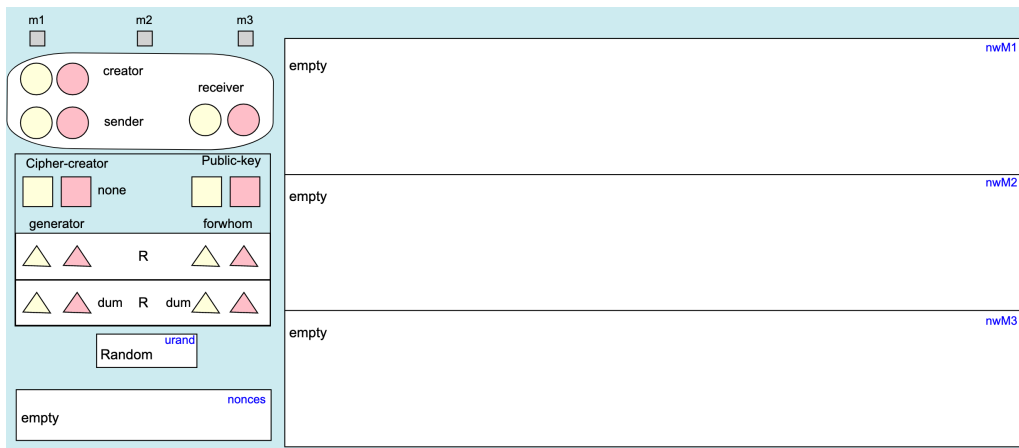 m1 m2 m3
creator
receiver
sender
Cipher-creator Public-key
none
generator forwhom
R
dum R dum
urand
Random
nonces
empty
nwM1
empty
nwM2
empty
nwM3
empty